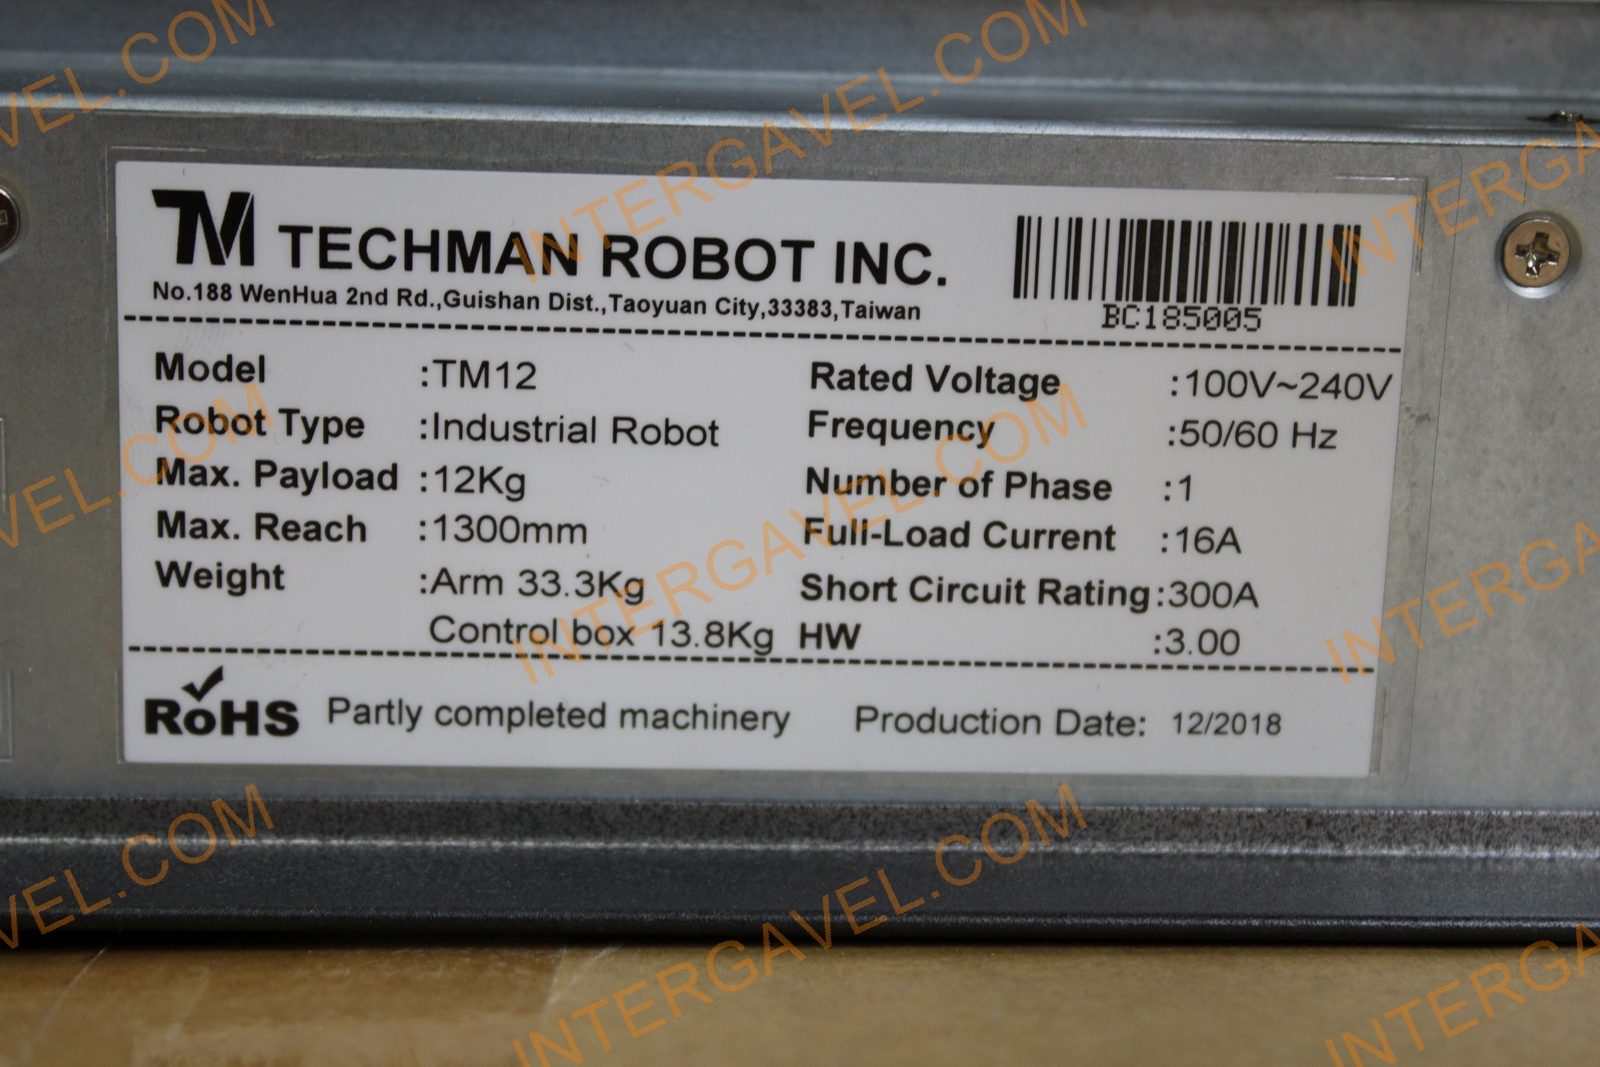 TM TECHMAN ROBOT INC.
No.188 WenHua 2nd Rd.,Guishan Dist.,Taoyuan City,33383,Taiwan
BC185005
Model :TM12
Robot Type :Industrial Robot
Max. Payload :12Kg
Max. Reach :1300mm
Weight :Arm 33.3Kg
Control box 13.8Kg
Rated Voltage :100V~240V
Frequency :50/60 Hz
Number of Phase :1
Full-Load Current :16A
Short Circuit Rating:300A
HW :3.00
RoHS Partly completed machinery Production Date: 12/2018
INTERGAVEL.COM